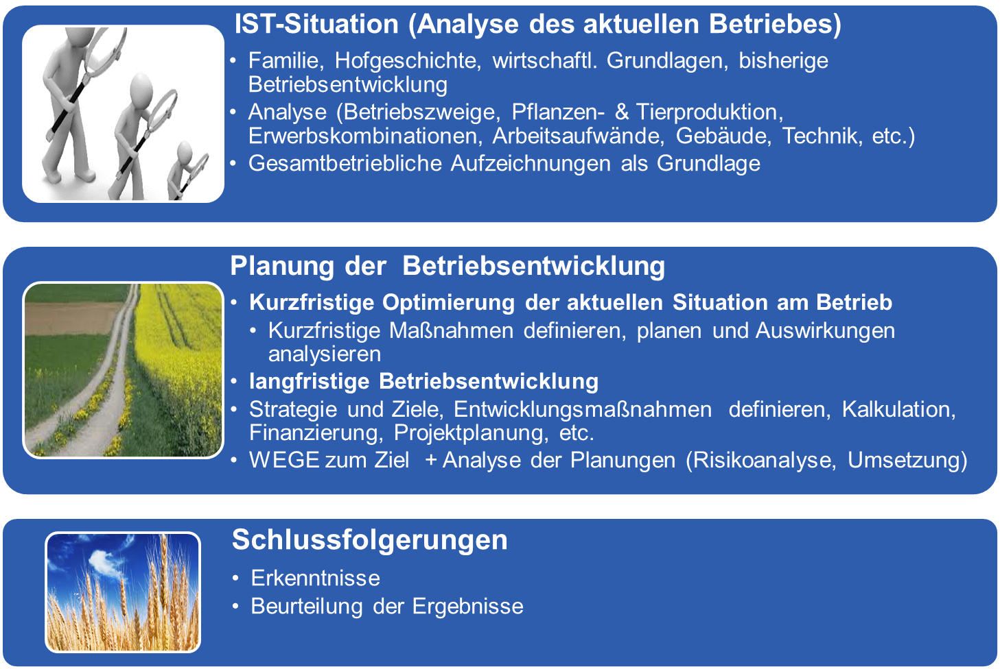 IST-Situation (Analyse des aktuellen Betriebes)
• Familie, Hofgeschichte, wirtschaftl. Grundlagen, bisherige
Betriebsentwicklung
• Analyse (Betriebszweige, Pflanzen- & Tierproduktion,
Erwerbskombinationen, Arbeitsaufwände, Gebäude, Technik, etc.)
• Gesamtbetriebliche Aufzeichnungen als Grundlage
Planung der Betriebsentwicklung
• Kurzfristige Optimierung der aktuellen Situation am Betrieb
• Kurzfristige Maßnahmen definieren, planen und Auswirkungen
analysieren
• langfristige Betriebsentwicklung
• Strategie und Ziele, Entwicklungsmaßnahmen definieren, Kalkulation,
Finanzierung, Projektplanung, etc.
• WEGE zum Ziel + Analyse der Planungen (Risikoanalyse, Umsetzung)
Schlussfolgerungen
• Erkenntnisse
• Beurteilung der Ergebnisse